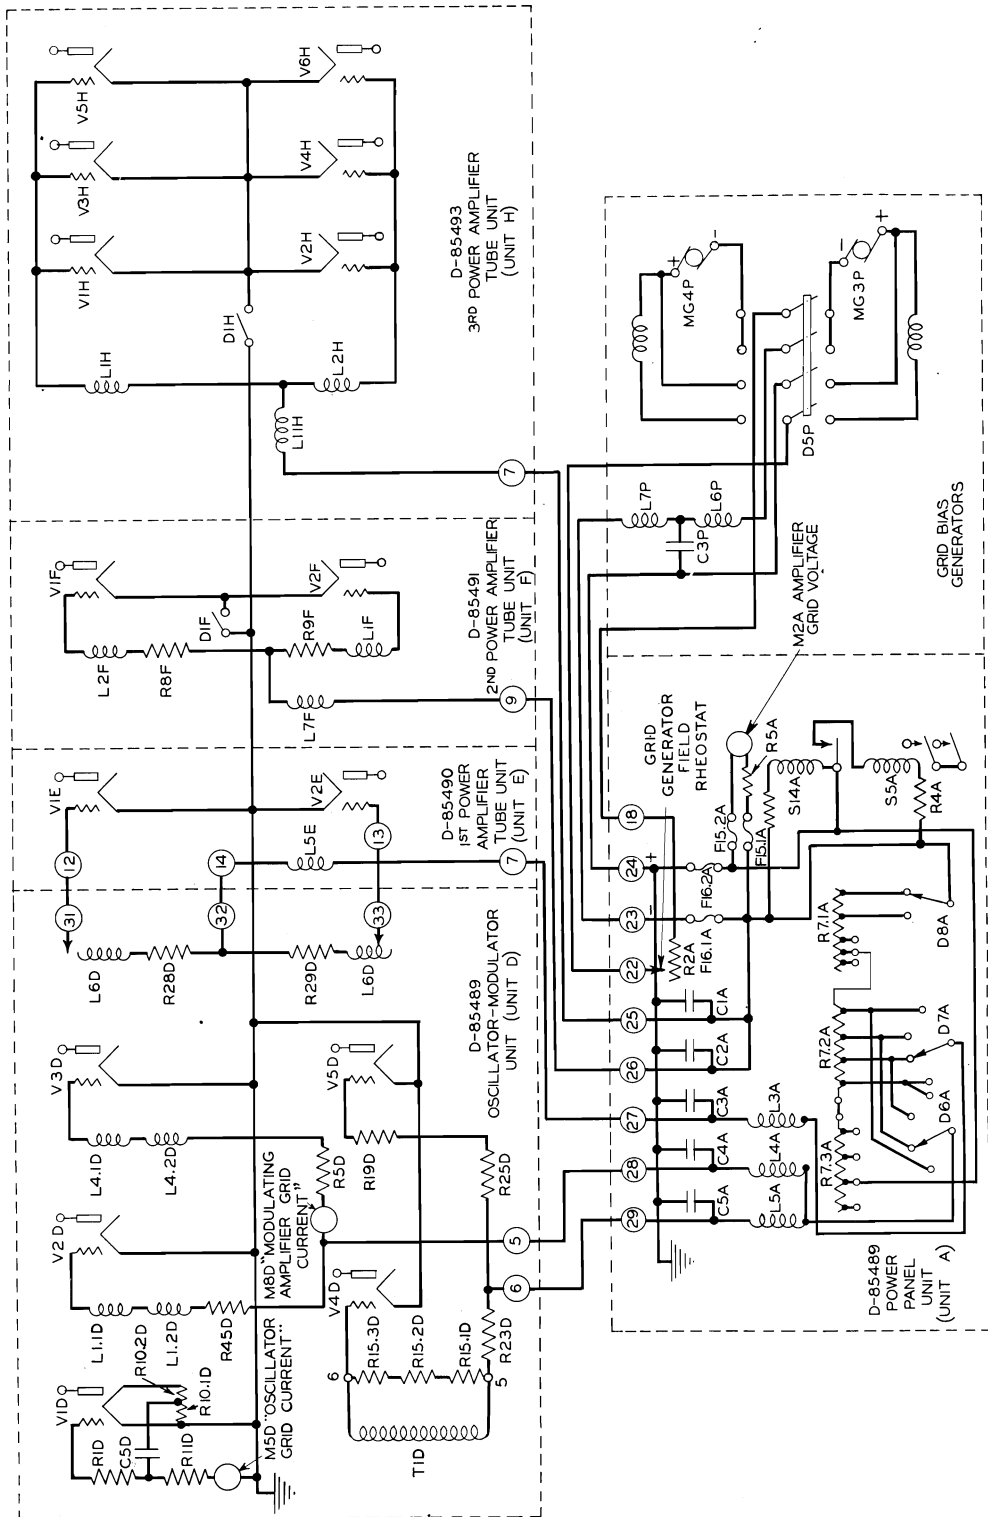 V5H
V6H
V3H
V4H
V1H
V2H
D1H
L1H
L2H
L11H
7
D-85493
3RD POWER AMPLIFIER
TUBE UNIT
(UNIT H)
V1F
V2F
D1F
L2F
R8F
R9F
L1F
L7F
9
D-85491
2ND POWER AMPLIFIER
TUBE UNIT
(UNIT F)
V1E
V2E
12
13
14
L5E
7
D-85490
1ST POWER
AMPLIFIER
TUBE UNIT
(UNIT E)
31
32
33
L6D
R28D
R29D
L6D
D-85489
OSCILLATOR-MODULATOR
UNIT (UNIT D)
V3D
V5D
L4.1D
L4.2D
R5D
R19D
R25D
M8D "MODULATING
AMPLIFIER GRID
CURRENT"
5
6
V2D
V4D
L1.1D
L1.2D
R45D
6
R15.3D
R15.2D
R15.1D
5
R23D
T1D
V1D
R10.2D
R10.1D
R1D
C5D
R11D
M5D "OSCILLATOR
GRID CURRENT"
MG4P
+
-
MG3P
-
+
D5P
L7P
L6P
C3P
GRID BIAS
GENERATORS
M2A AMPLIFIER
GRID VOLTAGE
GRID
GENERATOR
FIELD
RHEOSTAT
18
24
+
23
-
22
25
26
27
28
29
F15.2A
F15.1A
R5A
S14A
S5A
R4A
F16.2A
F16.1A
R2A
C1A
C2A
C3A
C4A
C5A
L3A
L4A
L5A
R7.1A
D8A
R7.2A
D7A
D6A
R7.3A
D-85489
POWER
PANEL
UNIT
(UNIT A)